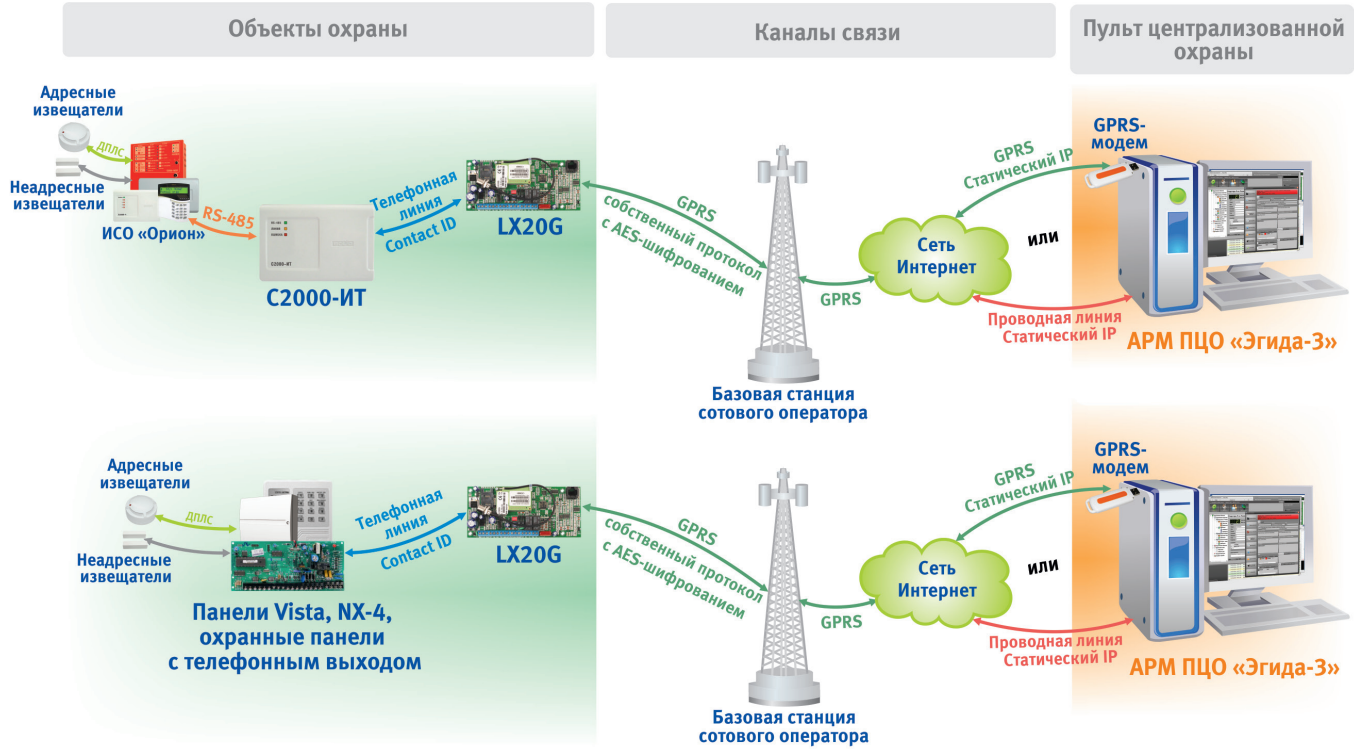 Объекты охраны
Каналы связи
Пульт централизованной
охраны
Адресные
извещатели
ДПЛС
Неадресные
извещатели
ИСО «Орион»
RS-485
С2000-ИТ
С2000-ИТ
Телефонная
линия
Contact ID
LX20G
GPRS
собственный протокол
с AES-шифрованием
GPRS
Базовая станция
сотового оператора
Сеть
Интернет
GPRS
Статический IP
или
Проводная линия
Статический IP
GPRS-
модем
АРМ ПЦО «Эгида-3»
Адресные
извещатели
ДПЛС
Неадресные
извещатели
Панели Vista, NX-4,
охранные панели
с телефонным выходом
Телефонная
линия
Contact ID
LX20G
GPRS
собственный протокол
с AES-шифрованием
GPRS
Базовая станция
сотового оператора
Сеть
Интернет
GPRS
Статический IP
или
Проводная линия
Статический IP
GPRS-
модем
АРМ ПЦО «Эгида-3»